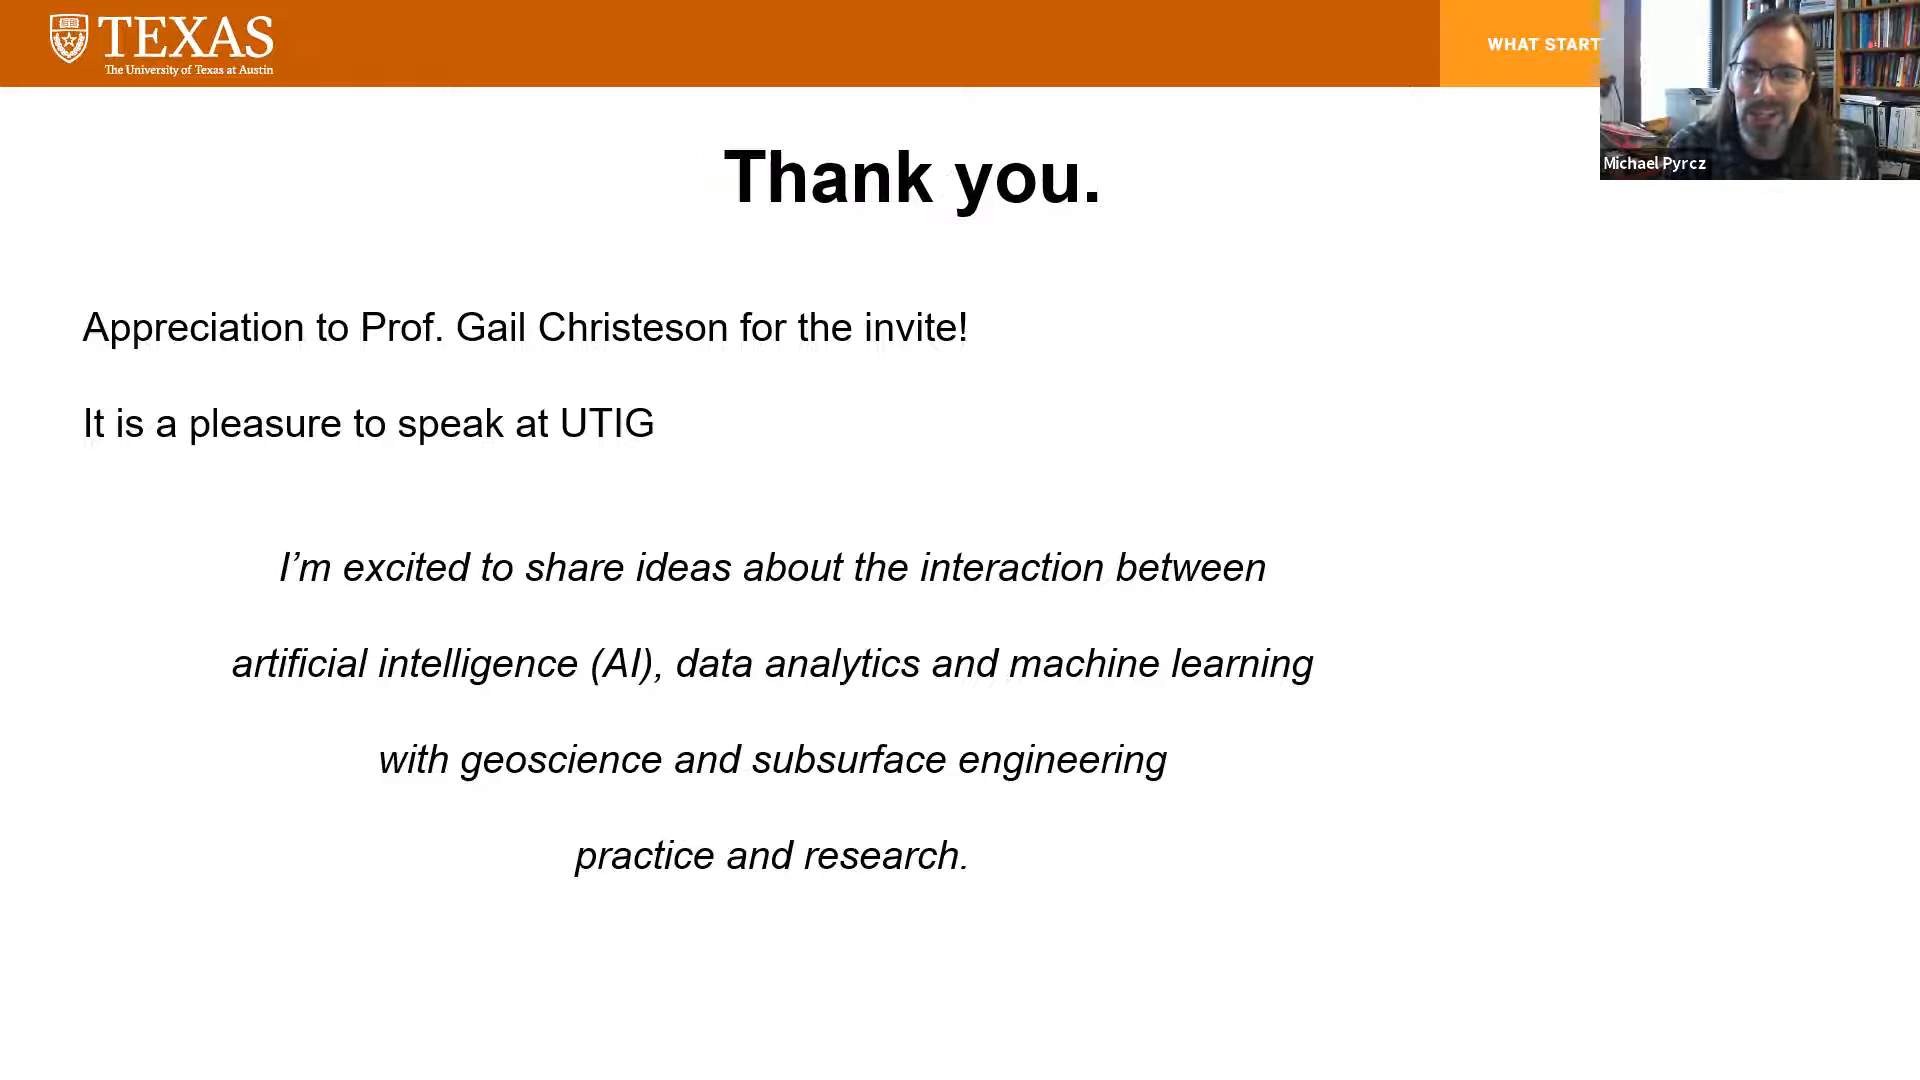 TEXAS
The University of Texas at Austin
WHAT START
Michael Pyrcz
Thank you.
Appreciation to Prof. Gail Christeson for the invite!
It is a pleasure to speak at UTIG
I’m excited to share ideas about the interaction between
artificial intelligence (AI), data analytics and machine learning
with geoscience and subsurface engineering
practice and research.